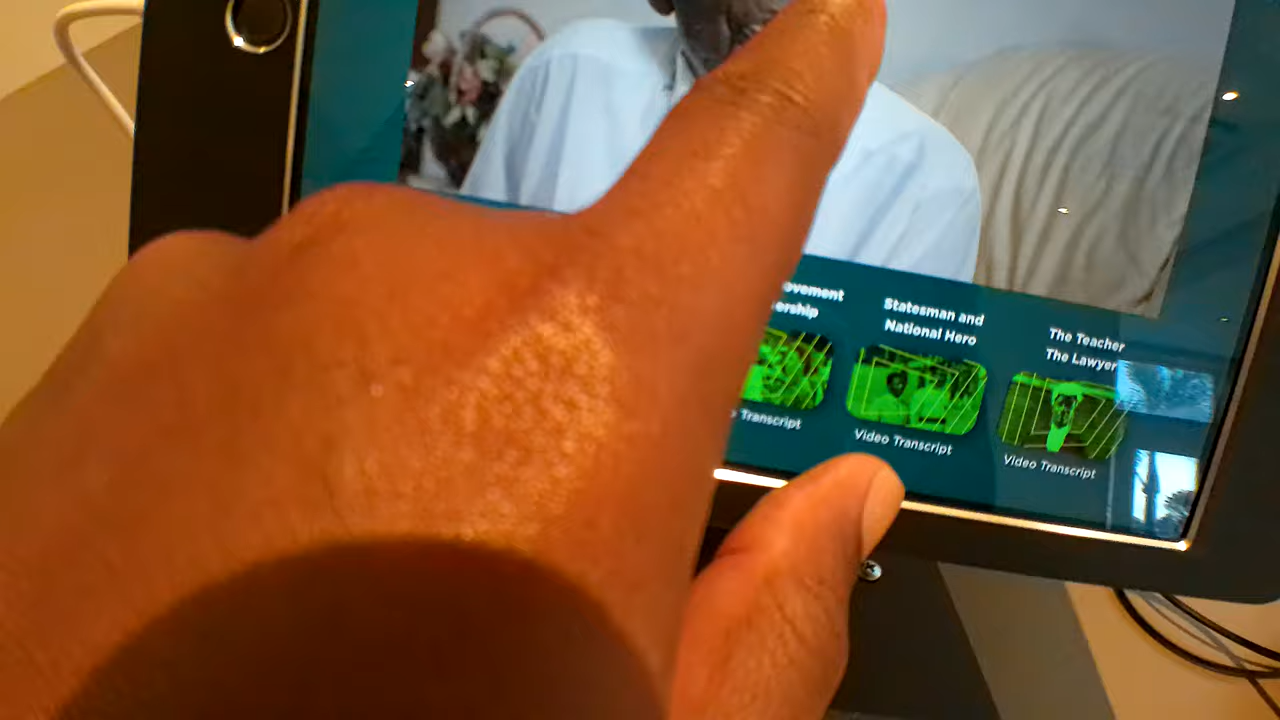 Statesman and
National Hero
The Teacher
The Lawyer
Transcript
Video Transcript
Video Transcript